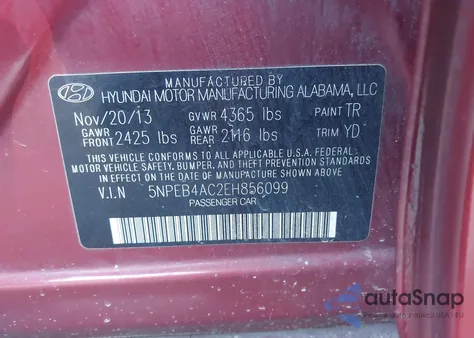 MANUFACTURED BY
HYUNDAI MOTOR MANUFACTURING ALABAMA, LLC
Nov/20/13 GVWR 4365 lbs PAINT TR
GAWR FRONT 2425 lbs GAWR REAR 2116 lbs TRIM YD
THIS VEHICLE CONFORMS TO ALL APPLICABLE U.S.A. FEDERAL
MOTOR VEHICLE SAFETY, BUMPER, AND THEFT PREVENTION
STANDARDS IN EFFECT ON THE DATE OF MANUFACTURE SHOWN ABOVE.
V.I.N 5NPEB4AC2EH856099
PASSENGER CAR
autoSnap